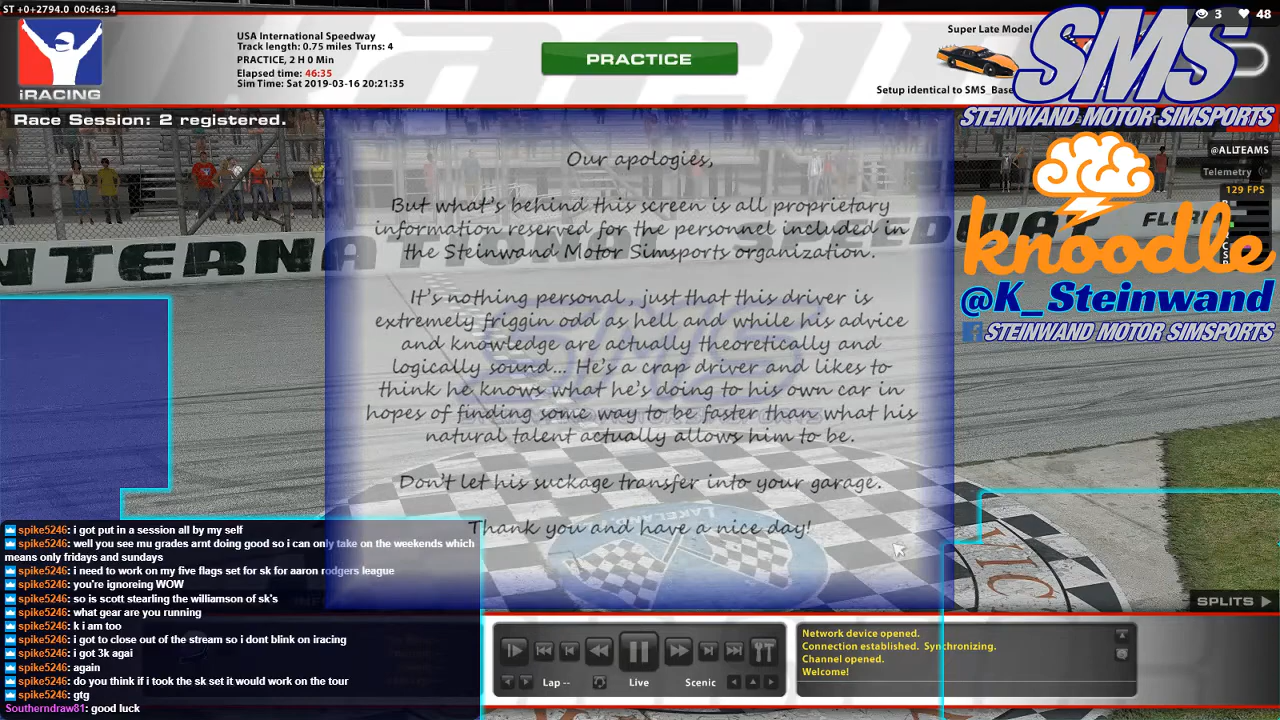 ST +0+2794.0 00:46:34
3 48
iRACING
USA International Speedway
Track length: 0.75 miles Turns: 4
PRACTICE, 2 H 0 Min
Elapsed time: 46:35
Sim Time: Sat 2019-03-16 20:21:35
PRACTICE
Super Late Model
Setup identical to SMS_Base
SMS
STEINWAND MOTOR SIMSPORTS
Race Session: 2 registered.
@ALLTEAMS
Telemetry
129 FPS
knoodle
@K_Steinwand
STEINWAND MOTOR SIMSPORTS
INTERNATIONAL SPEEDWAY FLOR
Our apologies,
But what's behind this screen is all proprietary
information reserved for the personnel included in
the Steinwand Motor Simsports organization.
It's nothing personal, just that this driver is
extremely friggin odd as hell and while his advice
and knowledge are actually theoretically and
logically sound... He's a crap driver and likes to
think he knows what he's doing to his own car in
hopes of finding some way to be faster than what his
natural talent actually allows him to be.
Don't let his suckage transfer into your garage.
Thank you and have a nice day!
LAKELAND
SPLITS
spike5246: i got put in a session all by my self
spike5246: well you see mu grades arnt doing good so i can only take on the weekends which
means only fridays and sundays
spike5246: i need to work on my five flags set for sk for aaron rodgers league
spike5246: you're ignoreing WOW
spike5246: so is scott stearling the williamson of sk's
spike5246: what gear are you running
spike5246: k i am too
spike5246: i got to close out of the stream so i dont blink on iracing
spike5246: i got 3k agai
spike5246: again
spike5246: do you think if i took the sk set it would work on the tour
spike5246: gtg
Southerndraw81: good luck
Lap --
Live
Scenic
Network device opened.
Connection established. Synchronizing.
Channel opened.
Welcome!